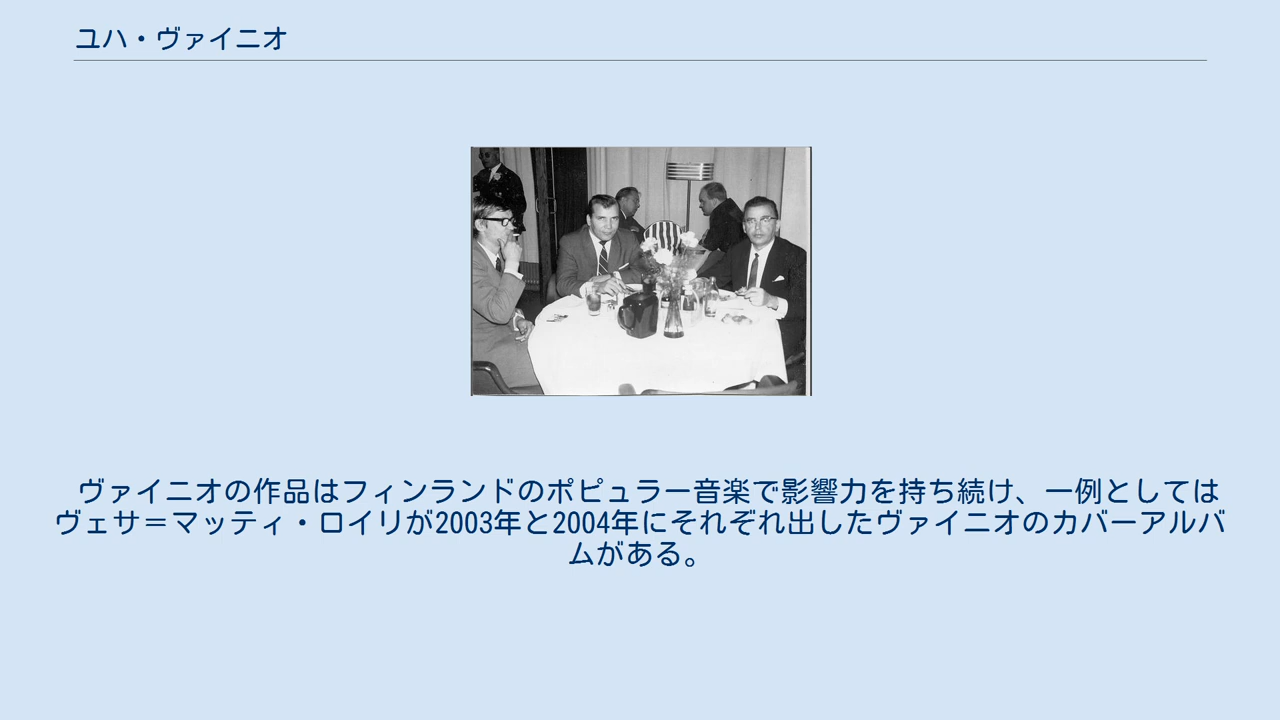 ユハ・ヴァイニオ
ヴァイニオの作品はフィンランドのポピュラー音楽で影響力を持ち続け、一例としては
ヴェサ＝マッティ・ロイリが2003年と2004年にそれぞれ出したヴァイニオのカバーアルバ
ムがある。